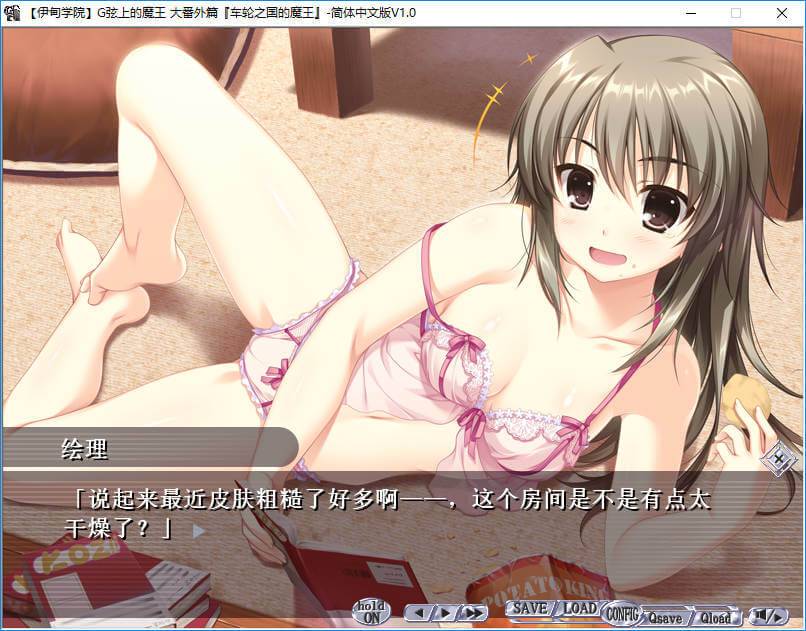 【伊甸学院】G弦上的魔王 大番外篇『车轮之国的魔王』-简体中文版V1.0
绘理
「说起来最近皮肤粗糙了好多啊——，这个房间是不是有点太
干燥了？」
POTATO KING
hold
ON
SAVE
LOAD
CONFIG
Qsave
Qload